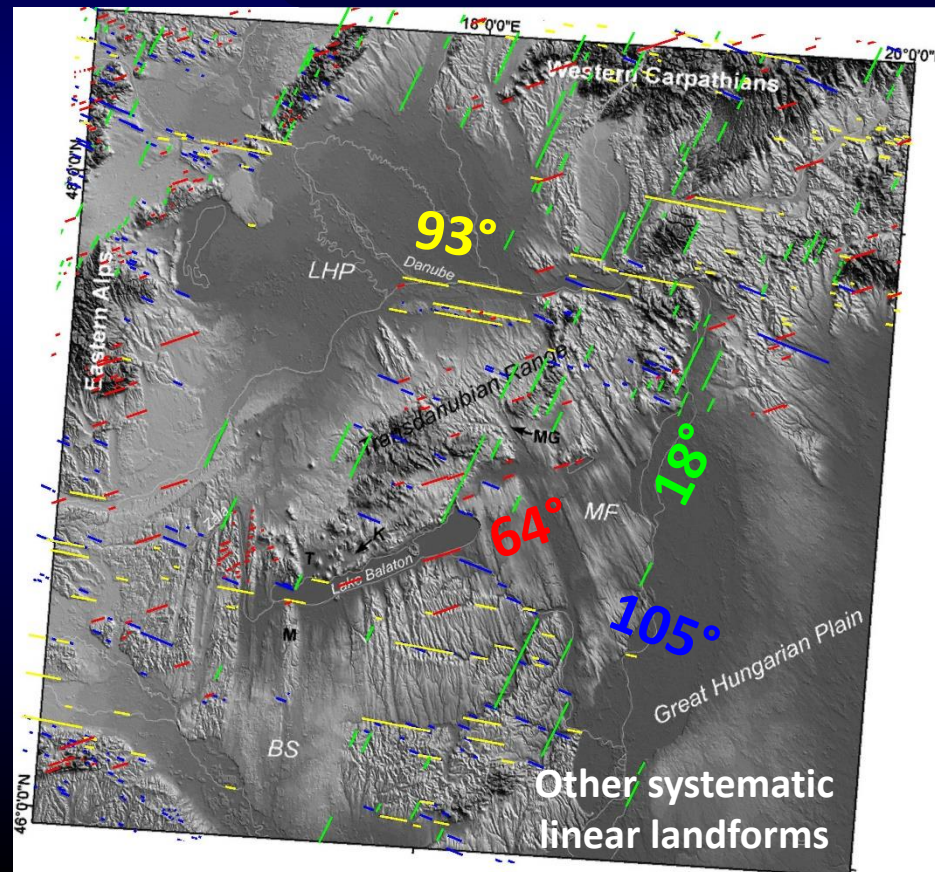 18°0'0"E
20°0'0"E
Western Carpathians
48°0'0"N
93°
Danube
LHP
Eastern Alps
Transdanubian Range
MG
18°
Zala
64°
MF
K
T
Lake Balaton
105°
M
Great Hungarian Plain
BS
Other systematic
linear landforms
46°0'0"N